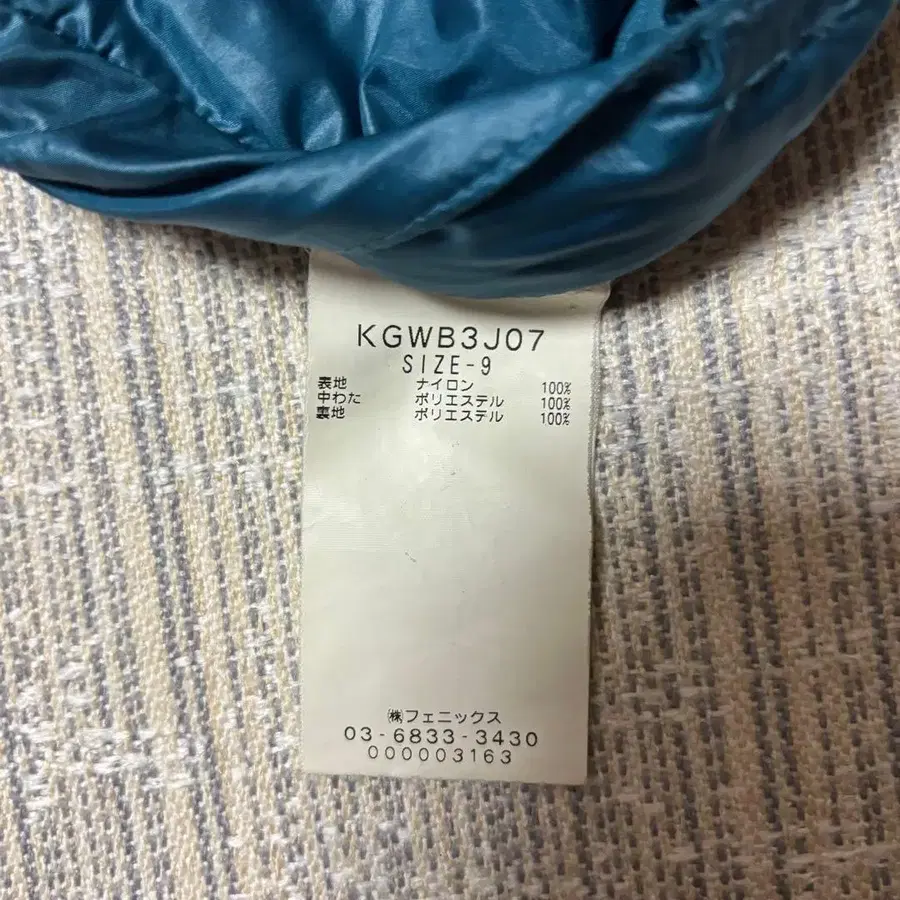 KGWB3J07
SIZE-9
表地 ナイロン 100%
中わた ポリエステル 100%
裏地 ポリエステル 100%
㈱フェニックス
03-6833-3430
000003163